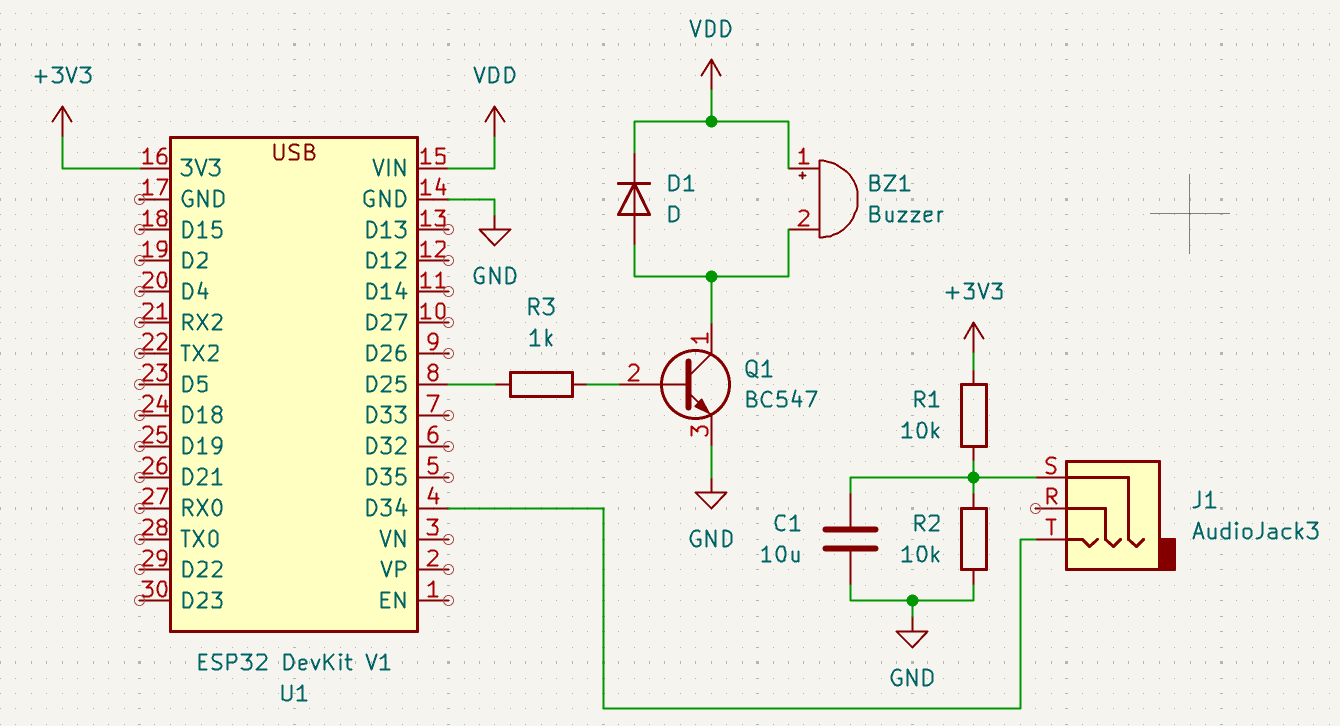 VDD
+3V3
VDD
USB
16 3V3 VIN 15
17 GND GND 14
18 D15 D13 13
19 D2 D12 12
20 D4 D14 11
21 RX2 D27 10
22 TX2 D26 9
23 D5 D25 8
24 D18 D33 7
25 D19 D32 6
26 D21 D35 5
27 RX0 D34 4
28 TX0 VN 3
29 D22 VP 2
30 D23 EN 1
ESP32 DevKit V1
U1
GND
R3
1k
D1
D
1
+
2
BZ1
Buzzer
1
2
3
Q1
BC547
GND
+3V3
R1
10k
C1
10u
R2
10k
GND
S
R
T
J1
AudioJack3